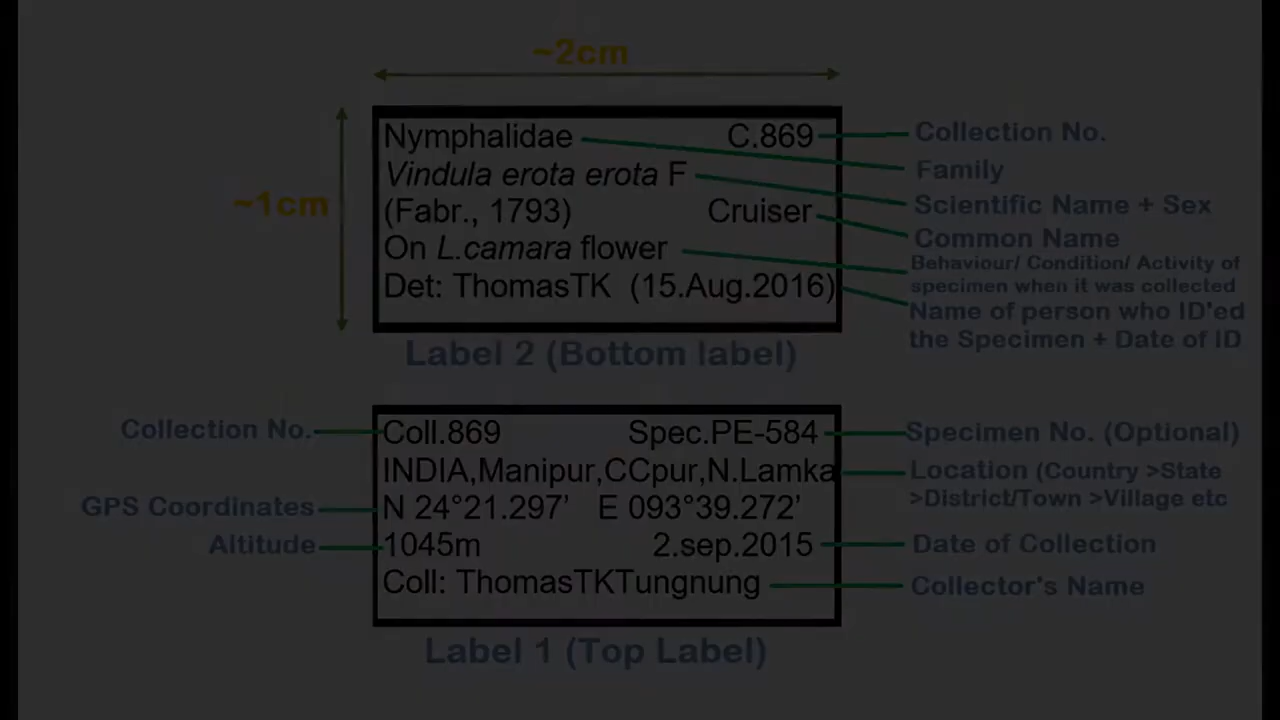 ~2cm
~1cm
Nymphalidae C.869
Vindula erota erota F
(Fabr., 1793) Cruiser
On L.camara flower
Det: ThomasTK (15.Aug.2016)
Collection No.
Family
Scientific Name + Sex
Common Name
Behaviour/ Condition/ Activity of
specimen when it was collected
Name of person who ID'ed
the Specimen + Date of ID
Label 2 (Bottom label)
Collection No.
GPS Coordinates
Altitude
Coll.869 Spec.PE-584
INDIA,Manipur,CCpur,N.Lamka
N 24°21.297’ E 093°39.272’
1045m 2.sep.2015
Coll: ThomasTKTungnung
Specimen No. (Optional)
Location (Country >State
>District/Town >Village etc
Date of Collection
Collector's Name
Label 1 (Top Label)